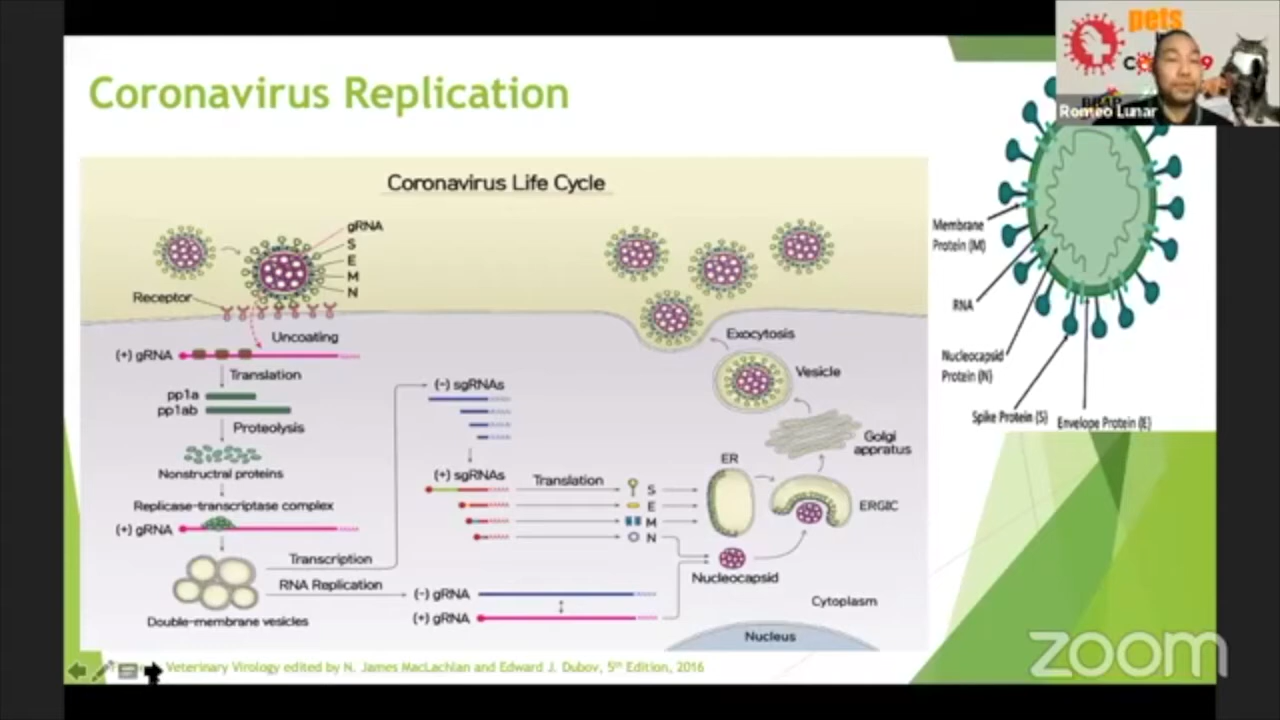 Coronavirus Replication
Coronavirus Life Cycle
gRNA
S
E
M
N
Receptor
Uncoating
(+) gRNA
Translation
pp1a
pp1ab
Proteolysis
Nonstructral proteins
Replicase-transcriptase complex
(+) gRNA
Transcription
RNA Replication
Double-membrane vesicles
(-) sgRNAs
(+) sgRNAs
Translation
S
E
M
N
(-) gRNA
(+) gRNA
Exocytosis
Vesicle
Golgi
appratus
ER
ERGIC
Nucleocapsid
Cytoplasm
Nucleus
Membrane
Protein (M)
RNA
Nucleocapsid
Protein (N)
Spike Protein (S)
Envelope Protein (E)
Veterinary Virology edited by N. James MacLachlan and Edward J. Dubov, 5th Edition, 2016
pets
Romeo Lunar
zoom